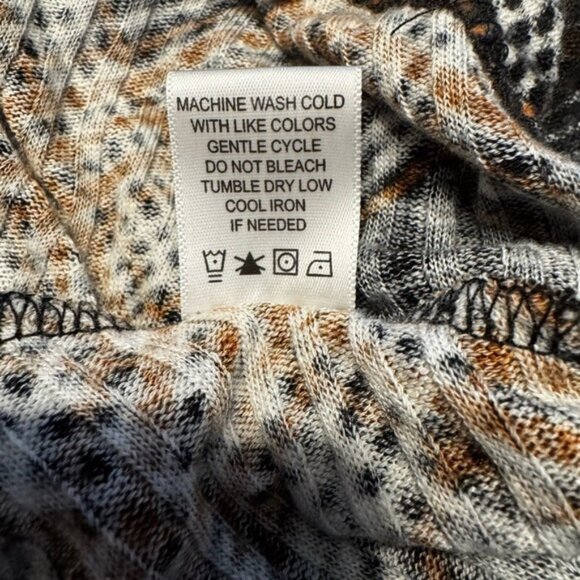 MACHINE WASH COLD
WITH LIKE COLORS
GENTLE CYCLE
DO NOT BLEACH
TUMBLE DRY LOW
COOL IRON
IF NEEDED